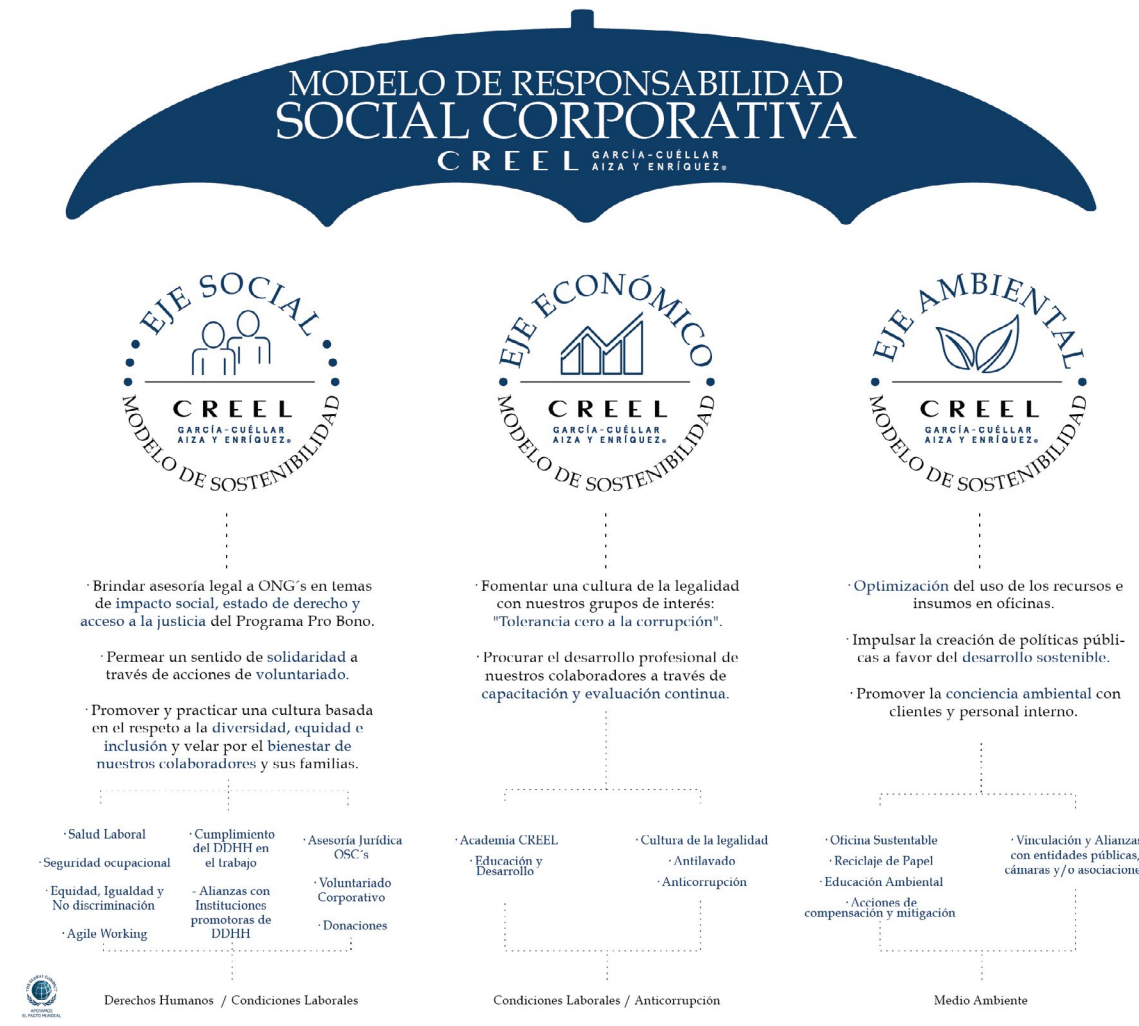 MODELO DE RESPONSABILIDAD
SOCIAL CORPORATIVA
CREEL GARCÍA-CUÉLLAR
AIZA Y ENRÍQUEZ®
EJE SOCIAL
CREEL
GARCÍA-CUÉLLAR
AIZA Y ENRÍQUEZ®
MODELO DE SOSTENIBILIDAD
· Brindar asesoría legal a ONG´s en temas
de impacto social, estado de derecho y
acceso a la justicia del Programa Pro Bono.
· Permear un sentido de solidaridad a
través de acciones de voluntariado.
· Promover y practicar una cultura basada
en el respeto a la diversidad, equidad e
inclusión y velar por el bienestar de
nuestros colaboradores y sus familias.
· Salud Laboral
· Seguridad ocupacional
· Equidad, Igualdad y
No discriminación
· Agile Working
· Cumplimiento
del DDHH en
el trabajo
- Alianzas con
Instituciones
promotoras de
DDHH
· Asesoría Jurídica
OSC´s
· Voluntariado
Corporativo
· Donaciones
Derechos Humanos / Condiciones Laborales
EJE ECONÓMICO
CREEL
GARCÍA-CUÉLLAR
AIZA Y ENRÍQUEZ®
MODELO DE SOSTENIBILIDAD
· Fomentar una cultura de la legalidad
con nuestros grupos de interés:
"Tolerancia cero a la corrupción".
· Procurar el desarrollo profesional de
nuestros colaboradores a través de
capacitación y evaluación continua.
· Academia CREEL
· Educación y
Desarrollo
· Cultura de la legalidad
· Antilavado
· Anticorrupción
Condiciones Laborales / Anticorrupción
EJE AMBIENTAL
CREEL
GARCÍA-CUÉLLAR
AIZA Y ENRÍQUEZ®
MODELO DE SOSTENIBILIDAD
· Optimización del uso de los recursos e
insumos en oficinas.
· Impulsar la creación de políticas públi-
cas a favor del desarrollo sostenible.
· Promover la conciencia ambiental con
clientes y personal interno.
· Oficina Sustentable
· Reciclaje de Papel
· Educación Ambiental
· Acciones de
compensación y mitigación
· Vinculación y Alianzas
con entidades públicas,
cámaras y/o asociacione
Medio Ambiente
THE GLOBAL COMPACT
APOYAMOS
EL PACTO MUNDIAL